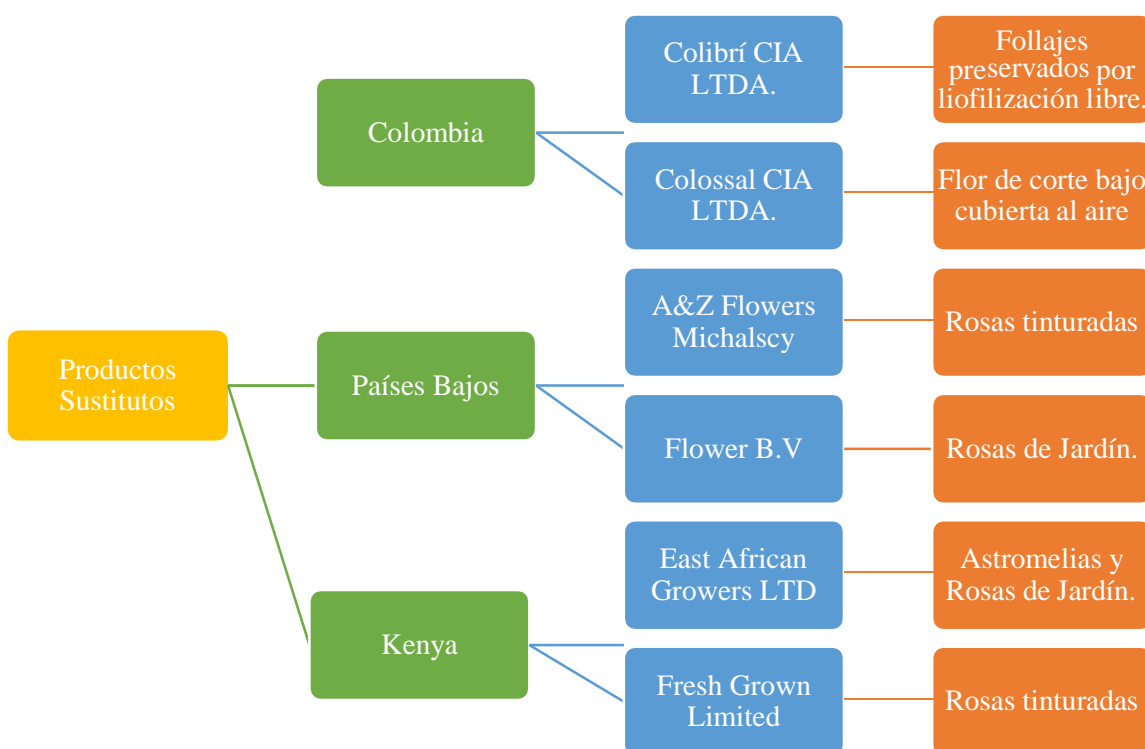 Productos
Sustitutos
Colombia
Colibrí CIA
LTDA.
Follajes
preservados por
liofilización libre.
Colossal CIA
LTDA.
Flor de corte bajo
cubierta al aire
Países Bajos
A&Z Flowers
Michalscy
Rosas tinturadas
Flower B.V
Rosas de Jardín.
Kenya
East African
Growers LTD
Astromelias y
Rosas de Jardín.
Fresh Grown
Limited
Rosas tinturadas